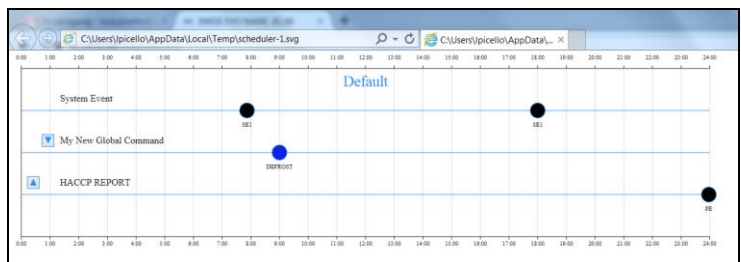 C:\Users\lpicello\AppData\Local\Temp\scheduler-1.svg
C:\Users\lpicello\AppData\...
0:00 1:00 2:00 3:00 4:00 5:00 6:00 7:00 8:00 9:00 10:00 11:00 12:00 13:00 14:00 15:00 16:00 17:00 18:00 19:00 20:00 21:00 22:00 23:00 24:00
Default
System Event
SE1 SE1
My New Global Command
DEFROST
HACCP REPORT
PE
0:00 1:00 2:00 3:00 4:00 5:00 6:00 7:00 8:00 9:00 10:00 11:00 12:00 13:00 14:00 15:00 16:00 17:00 18:00 19:00 20:00 21:00 22:00 23:00 24:00